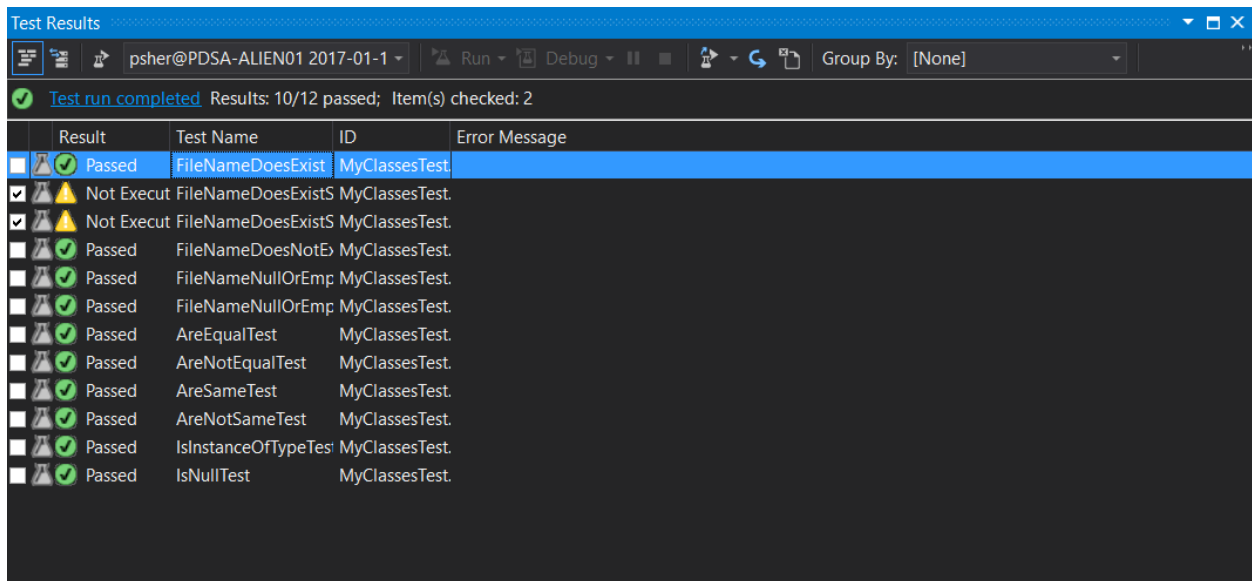 Test Results
psher@PDSA-ALIEN01 2017-01-1 Run Debug Group By: [None]
Test run completed Results: 10/12 passed; Item(s) checked: 2
Result Test Name ID Error Message
Passed FileNameDoesExist MyClassesTest.
Not Execut FileNameDoesExistS MyClassesTest.
Not Execut FileNameDoesExistS MyClassesTest.
Passed FileNameDoesNotEx MyClassesTest.
Passed FileNameNullOrEmp MyClassesTest.
Passed FileNameNullOrEmp MyClassesTest.
Passed AreEqualTest MyClassesTest.
Passed AreNotEqualTest MyClassesTest.
Passed AreSameTest MyClassesTest.
Passed AreNotSameTest MyClassesTest.
Passed IsInstanceOfTypeTest MyClassesTest.
Passed IsNullTest MyClassesTest.